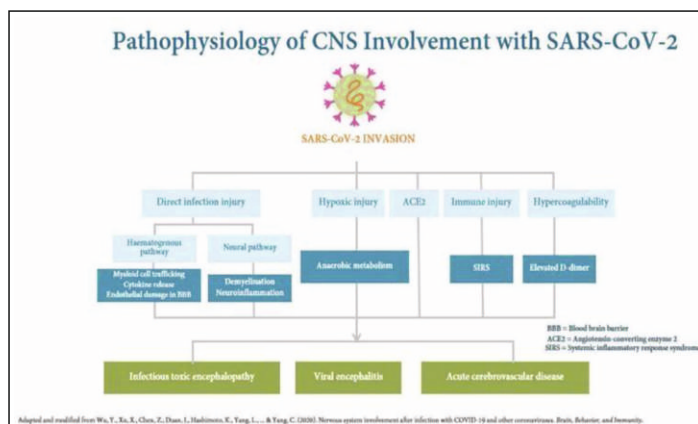 Pathophysiology of CNS Involvement with SARS-CoV-2
SARS-CoV-2 INVASION
Direct infection injury
Hypoxic injury
ACE2
Immune injury
Hypercoagulability
Haematogenous
pathway
Neural pathway
Myeloid cell trafficking
Cytokine release
Endothelial damage in BBB
Demyelination
Neuroinflammation
Anaerobic metabolism
SIRS
Elevated D-dimer
BBB = Blood brain barrier
ACE2 = Angiotensin-converting enzyme 2
SIRS = Systemic inflammatory response syndrome
Infectious toxic encephalopathy
Viral encephalitis
Acute cerebrovascular disease
Adapted and modified from Wu, Y., Xu, X., Chen, Z., Duan, J., Hashimoto, K., Yang, L., ... & Yang, C. (2020). Nervous system involvement after infection with COVID-19 and other coronaviruses. Brain, Behavior, and Immunity.